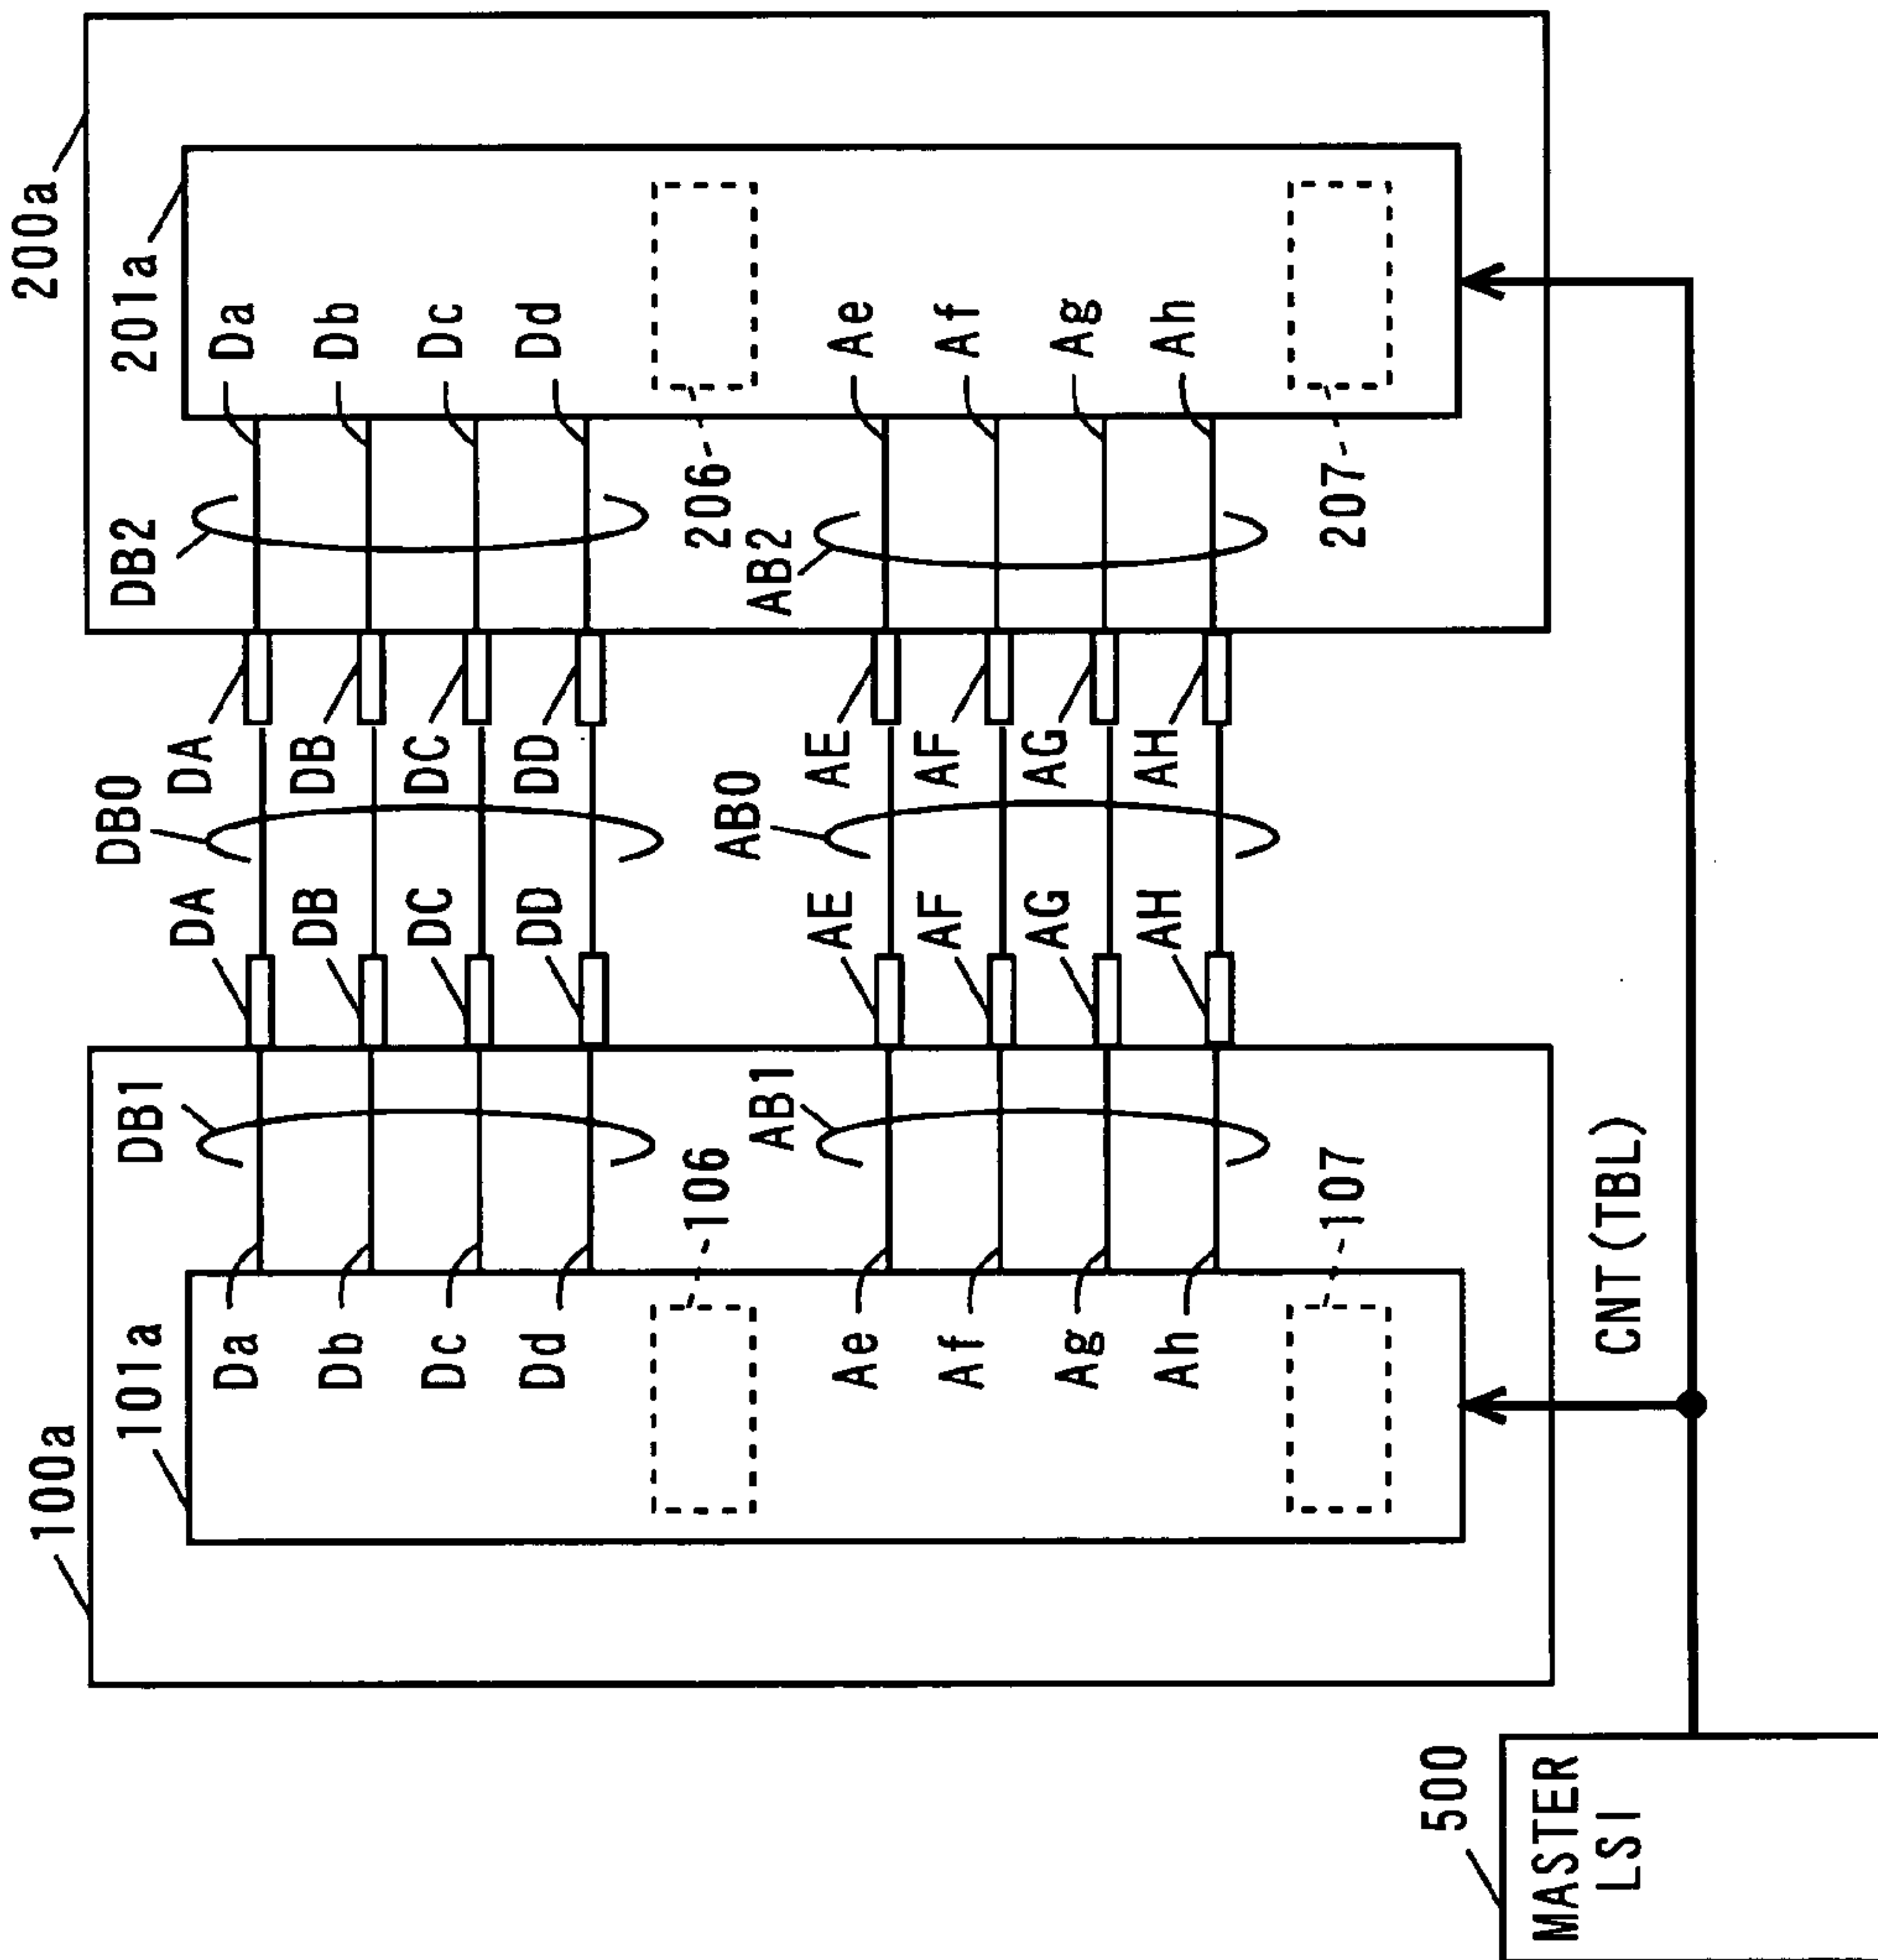 100a
101a
Da
Db
Dc
Dd
106
Ae
Af
Ag
Ah
107
DB1
AB1
DA
DB
DC
DD
AE
AF
AG
AH
DB0
AB0
DA
DB
DC
DD
AE
AF
AG
AH
200a
201a
DB2
AB2
Da
Db
Dc
Dd
206
Ae
Af
Ag
Ah
207
CNT(TBL)
500
MASTER
LSI